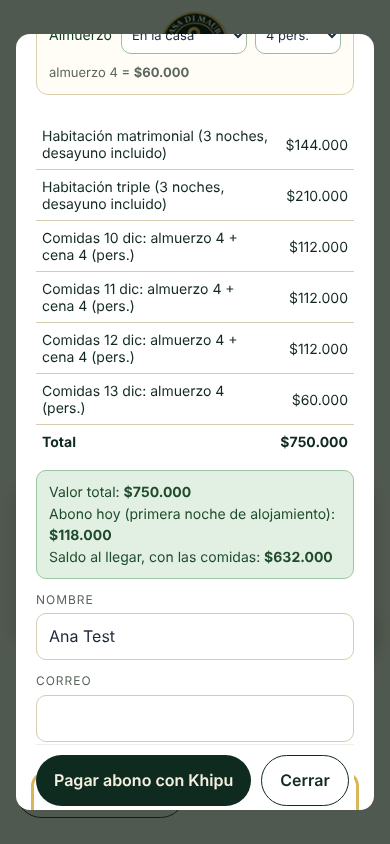 Almuerzo En la casa 4 pers.
almuerzo 4 = $60.000
Habitación matrimonial (3 noches,
desayuno incluido) $144.000
Habitación triple (3 noches,
desayuno incluido) $210.000
Comidas 10 dic: almuerzo 4 +
cena 4 (pers.) $112.000
Comidas 11 dic: almuerzo 4 +
cena 4 (pers.) $112.000
Comidas 12 dic: almuerzo 4 +
cena 4 (pers.) $112.000
Comidas 13 dic: almuerzo 4
(pers.) $60.000
Total $750.000
Valor total: $750.000
Abono hoy (primera noche de alojamiento):
$118.000
Saldo al llegar, con las comidas: $632.000
NOMBRE
Ana Test
CORREO
Pagar abono con Khipu Cerrar